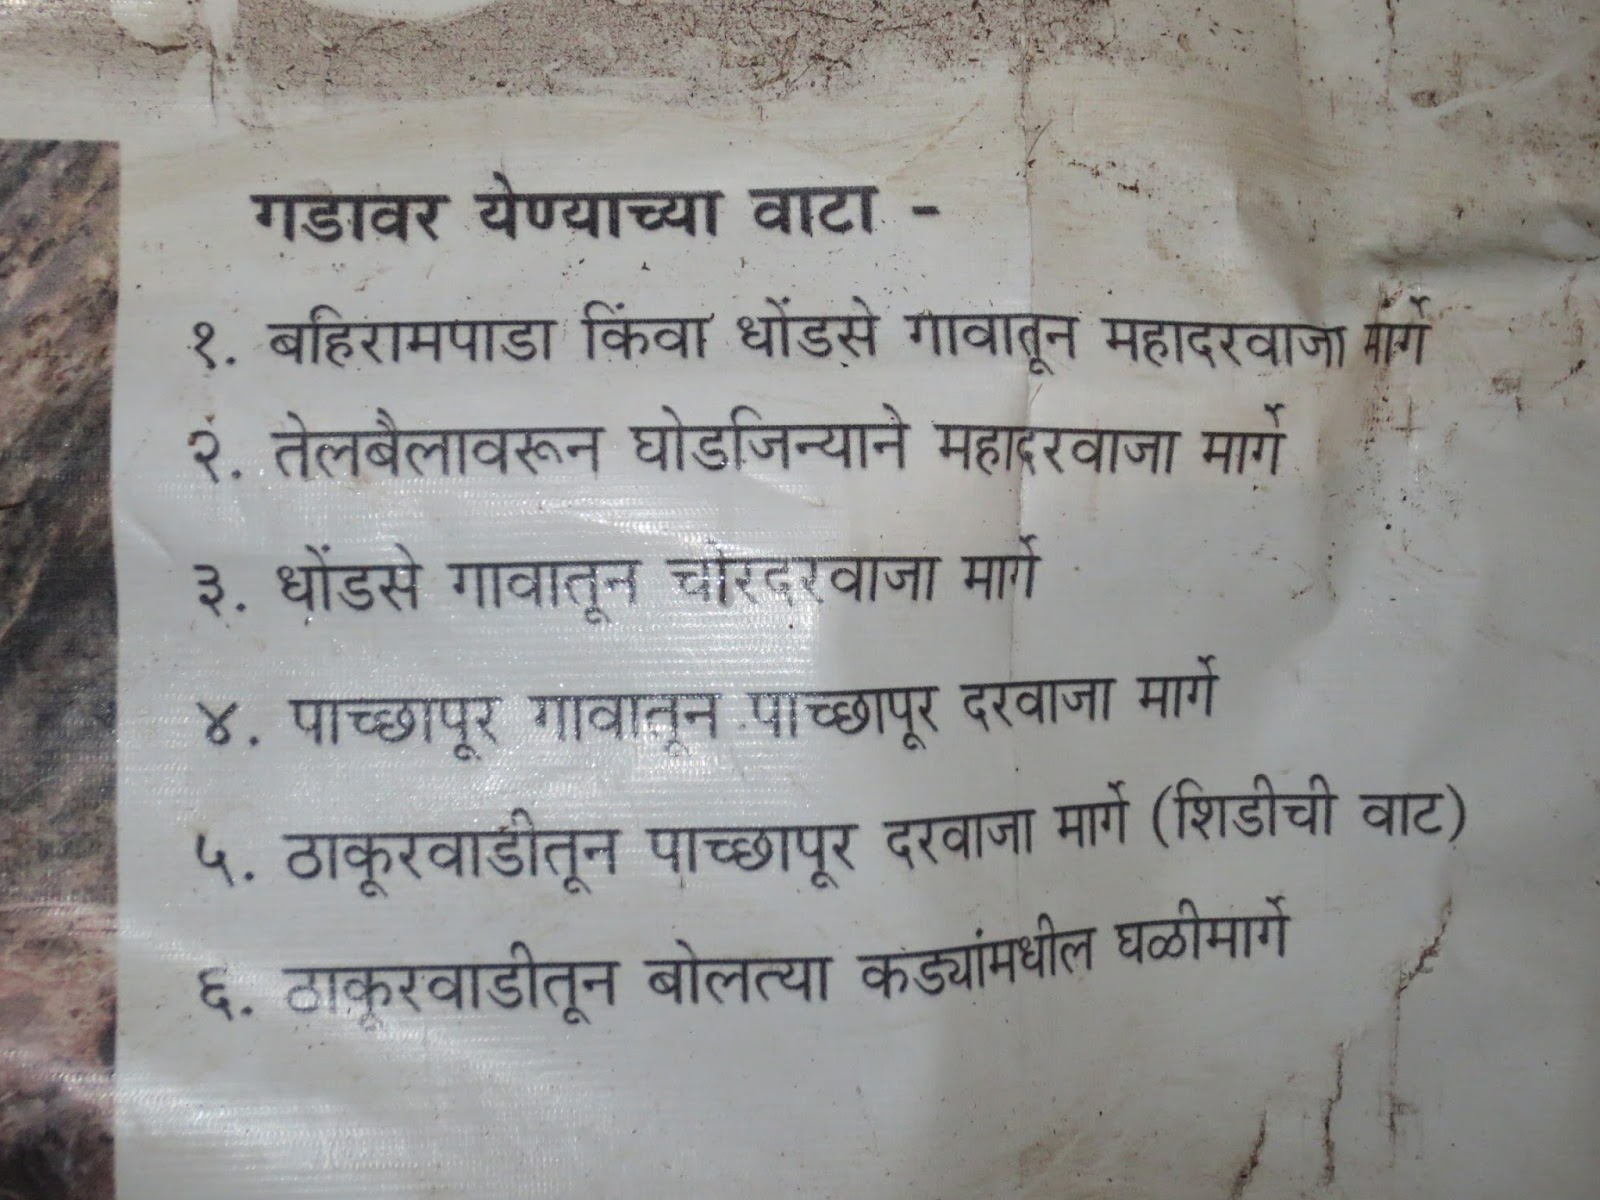 गडावर येण्याच्या वाटा -
१. बहिरामपाडा किंवा धोंडसे गावातून महादरवाजा मार्गे
२. तेलबैलावरून घोडजिन्याने महादरवाजा मार्गे
३. धोंडसे गावातून चोरदरवाजा मार्गे
४. पाच्छापूर गावातून पाच्छापूर दरवाजा मार्गे
५. ठाकूरवाडीतून पाच्छापूर दरवाजा मार्गे (शिडीची वाट)
६. ठाकूरवाडीतून बोलत्या कड्यांमधील घळीमार्गे